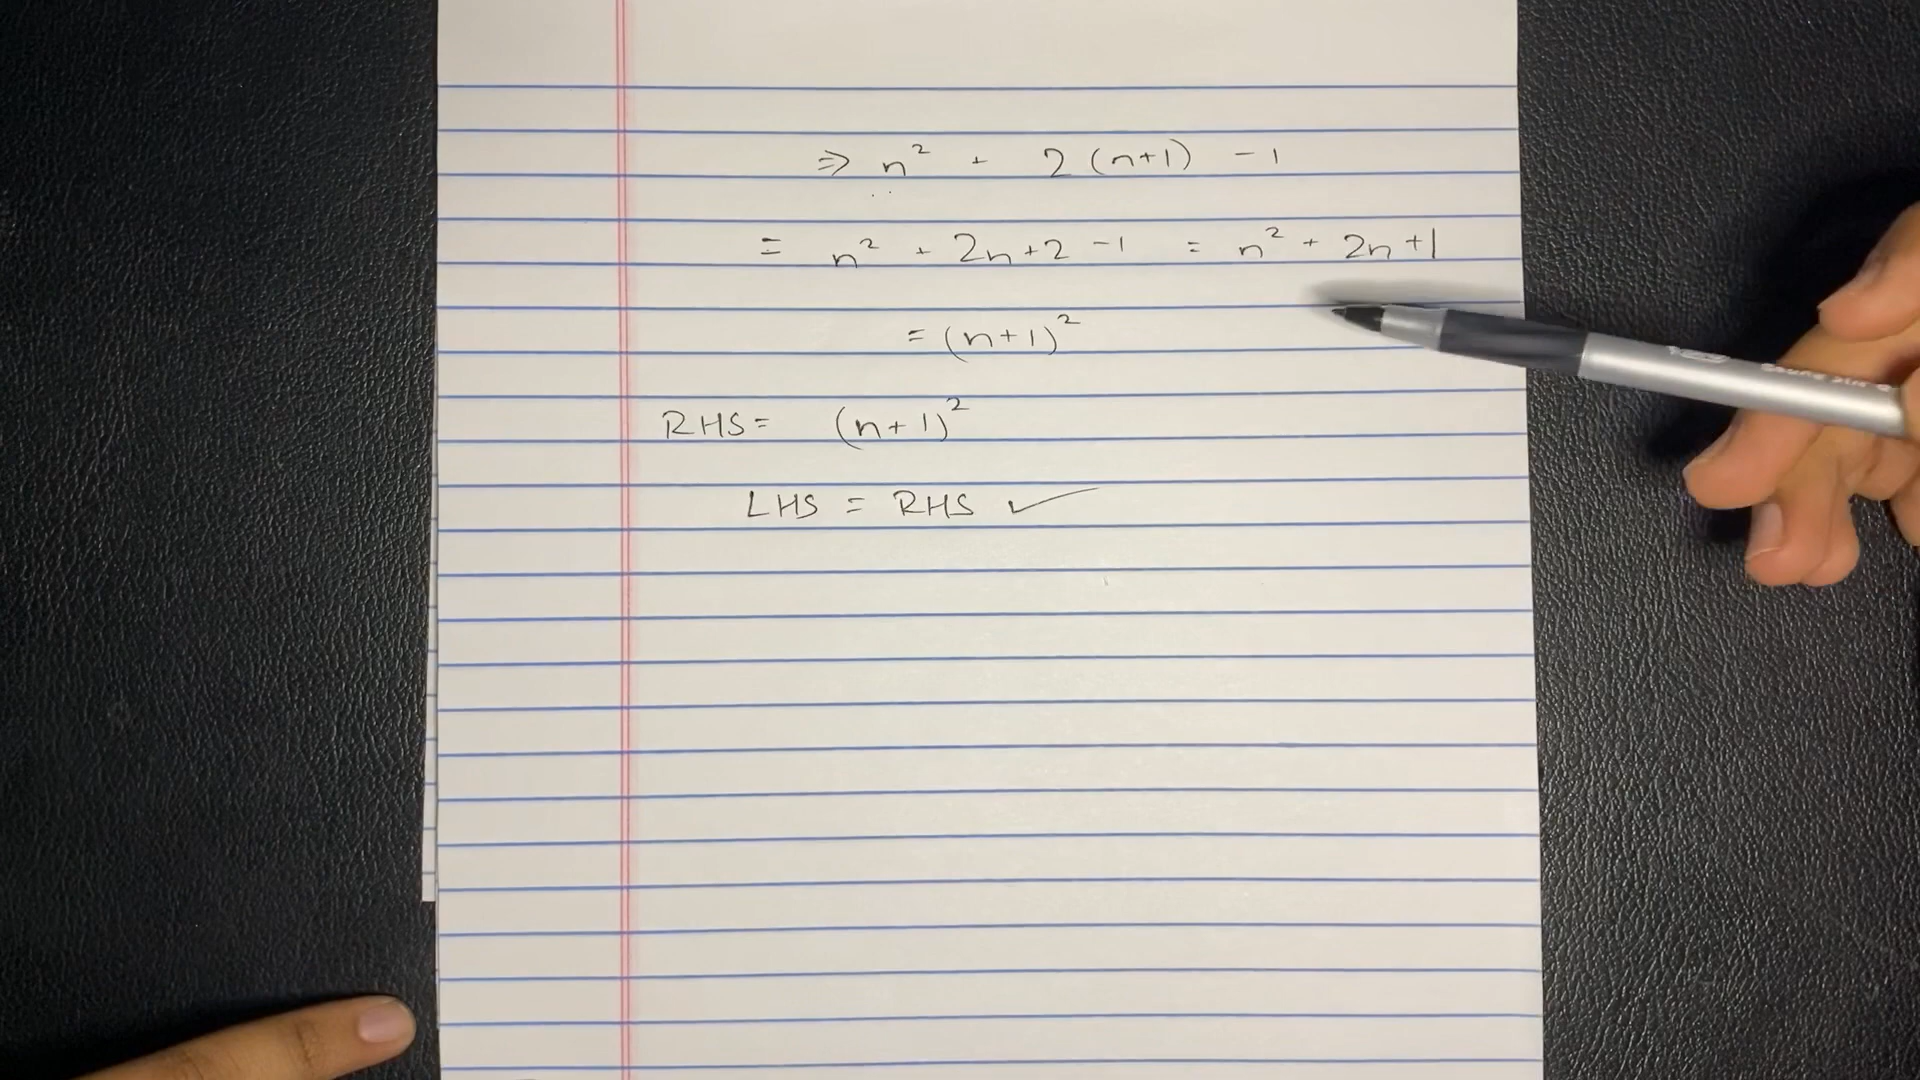 ⇒ n² + 2(n+1) -1
= n² + 2n+2 -1 = n² + 2n +1
= (n+1)²
RHS = (n+1)²
LHS = RHS ✓